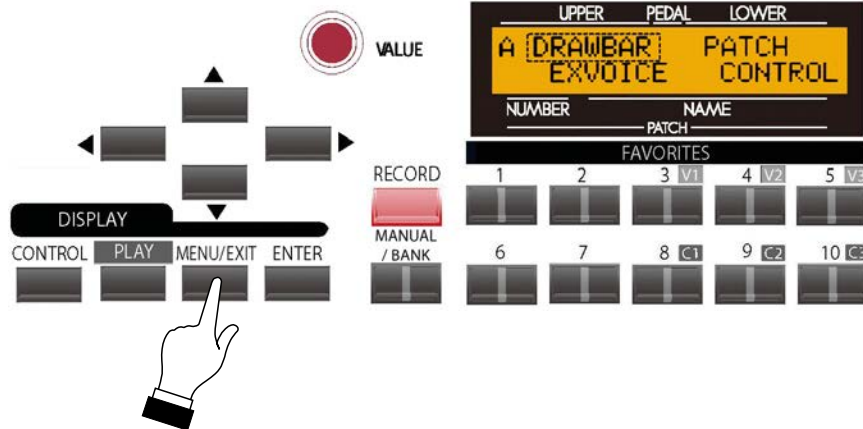 UPPER PEDAL LOWER
VALUE
A DRAWBAR PATCH
EXVOICE CONTROL
NUMBER NAME
PATCH
FAVORITES
RECORD
1 2 3 V1 4 V2 5 V3
DISPLAY
MANUAL
/ BANK
CONTROL PLAY MENU/EXIT ENTER
6 7 8 C1 9 C2 10 C3